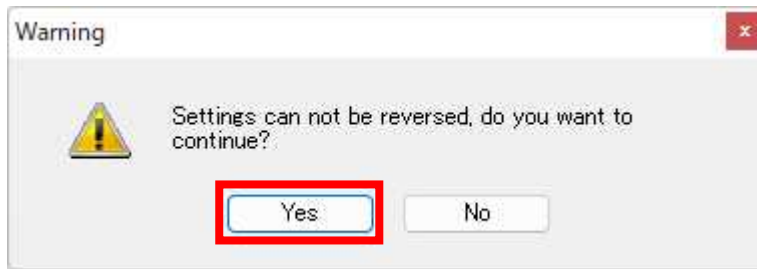 Warning
Settings can not be reversed, do you want to
continue?
Yes
No